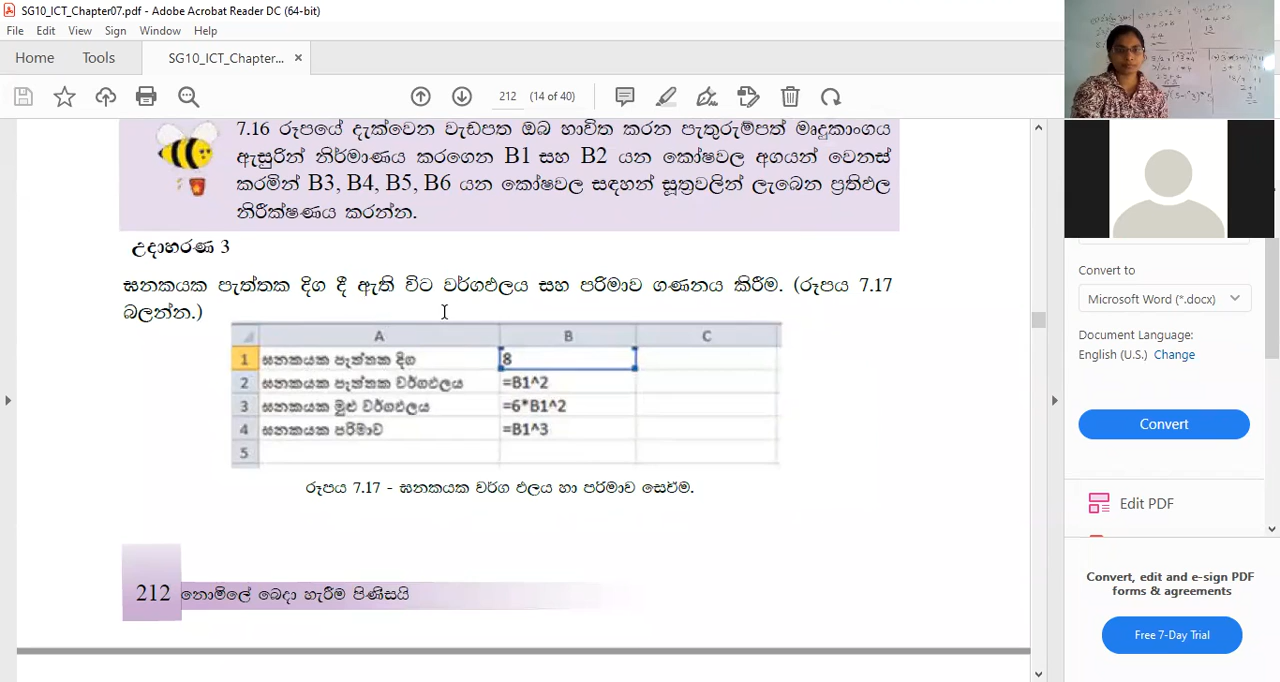 SG10_ICT_Chapter07.pdf - Adobe Acrobat Reader DC (64-bit)
File Edit View Sign Window Help
Home Tools SG10_ICT_Chapter... ×
212 (14 of 40)
7.16 රූපයේ දැක්වෙන වැඩපත ඔබ භාවිත කරන පැතුරුම්පත් මෘදුකාංගය
ඇසුරින් නිර්මාණය කරගෙන B1 සහ B2 යන කෝෂවල අගයන් වෙනස්
කරමින් B3, B4, B5, B6 යන කෝෂවල සඳහන් සූත්‍රවලින් ලැබෙන ප්‍රතිඵල
නිරීක්ෂණය කරන්න.
උදාහරණ 3
ඝනකයක පැත්තක දිග දී ඇති විට වර්ගඵලය සහ පරිමාව ගණනය කිරීම. (රූපය 7.17
බලන්න.)
A B C
1 ඝනකයක පැත්තක දිග 8
2 ඝනකයක පැත්තක වර්ගඵලය =B1^2
3 ඝනකයක මුළු වර්ගඵලය =6*B1^2
4 ඝනකයක පරිමාව =B1^3
5
රූපය 7.17 - ඝනකයක වර්ග ඵලය හා පරිමාව සෙවීම.
212 නොමිලේ බෙදා හැරීම පිණිසයි
Convert to
Microsoft Word (*.docx)
Document Language:
English (U.S.) Change
Convert
Edit PDF
Convert, edit and e-sign PDF
forms & agreements
Free 7-Day Trial